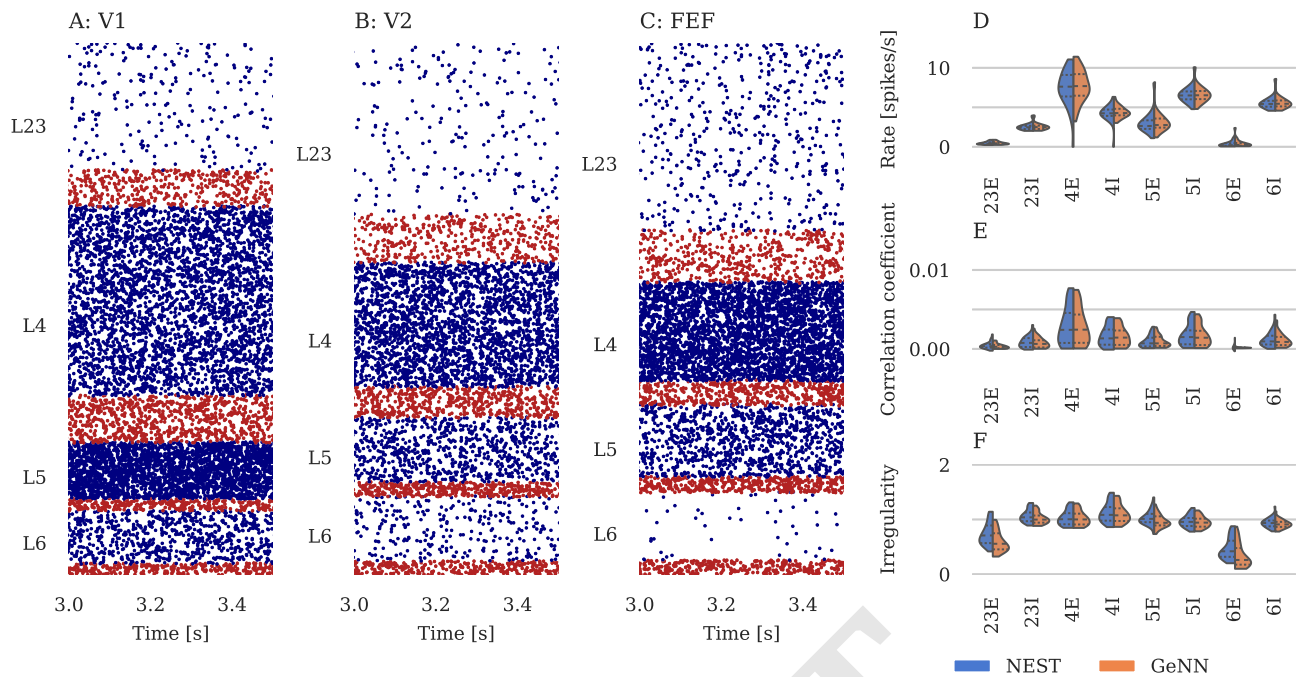 A: V1
B: V2
C: FEF
D
L23
L4
L5
L6
3.0
3.2
3.4
Time [s]
L23
L4
L5
L6
3.0
3.2
3.4
Time [s]
L23
L4
L5
L6
3.0
3.2
3.4
Time [s]
Rate [spikes/s]
10
0
23E
23I
4E
4I
5E
5I
6E
6I
E
Correlation coefficient
0.01
0.00
23E
23I
4E
4I
5E
5I
6E
6I
F
Irregularity
2
0
23E
23I
4E
4I
5E
5I
6E
6I
NEST
GeNN